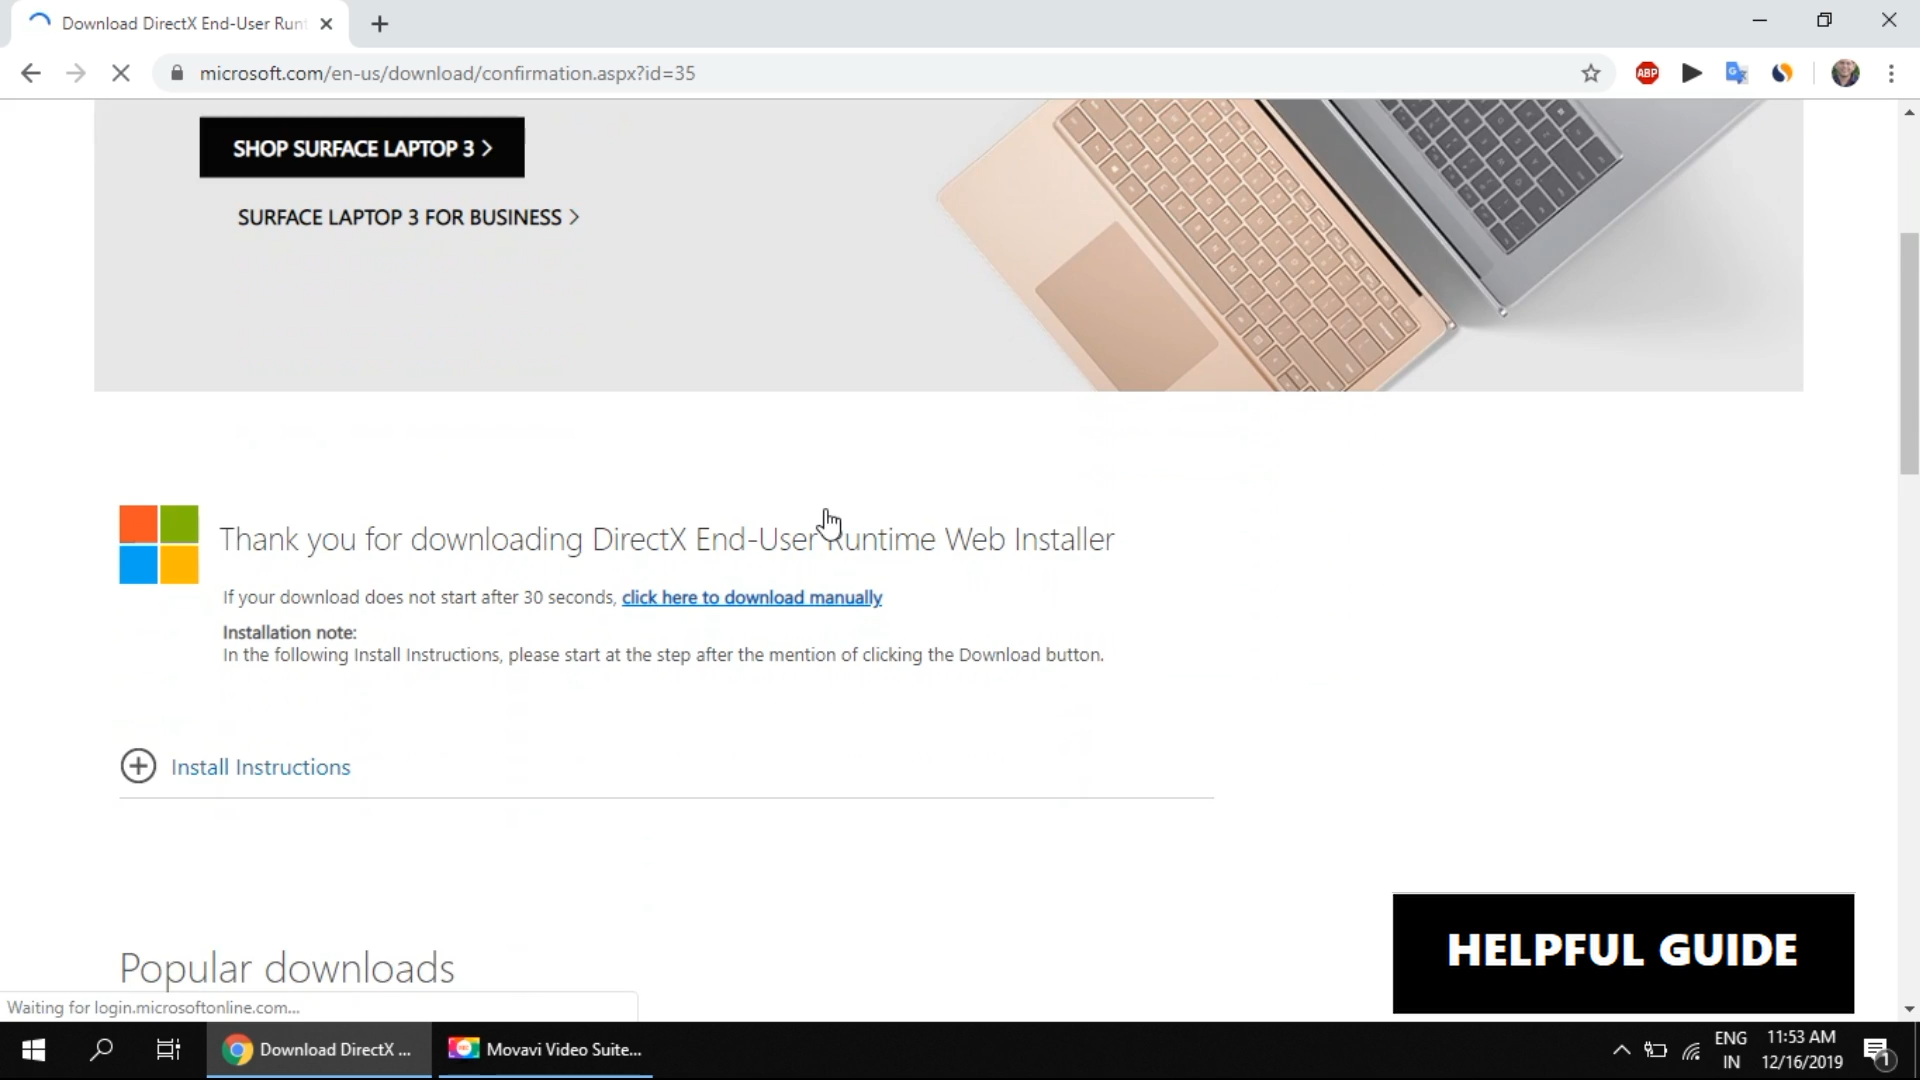 Download DirectX End-User Runt
microsoft.com/en-us/download/confirmation.aspx?id=35
ABP
SHOP SURFACE LAPTOP 3 >
SURFACE LAPTOP 3 FOR BUSINESS >
Thank you for downloading DirectX End-User Runtime Web Installer
If your download does not start after 30 seconds, click here to download manually
Installation note:
In the following Install Instructions, please start at the step after the mention of clicking the Download button.
Install Instructions
Popular downloads
HELPFUL GUIDE
Waiting for login.microsoftonline.com...
Download DirectX ...
Movavi Video Suite...
ENG
IN
11:53 AM
12/16/2019
1